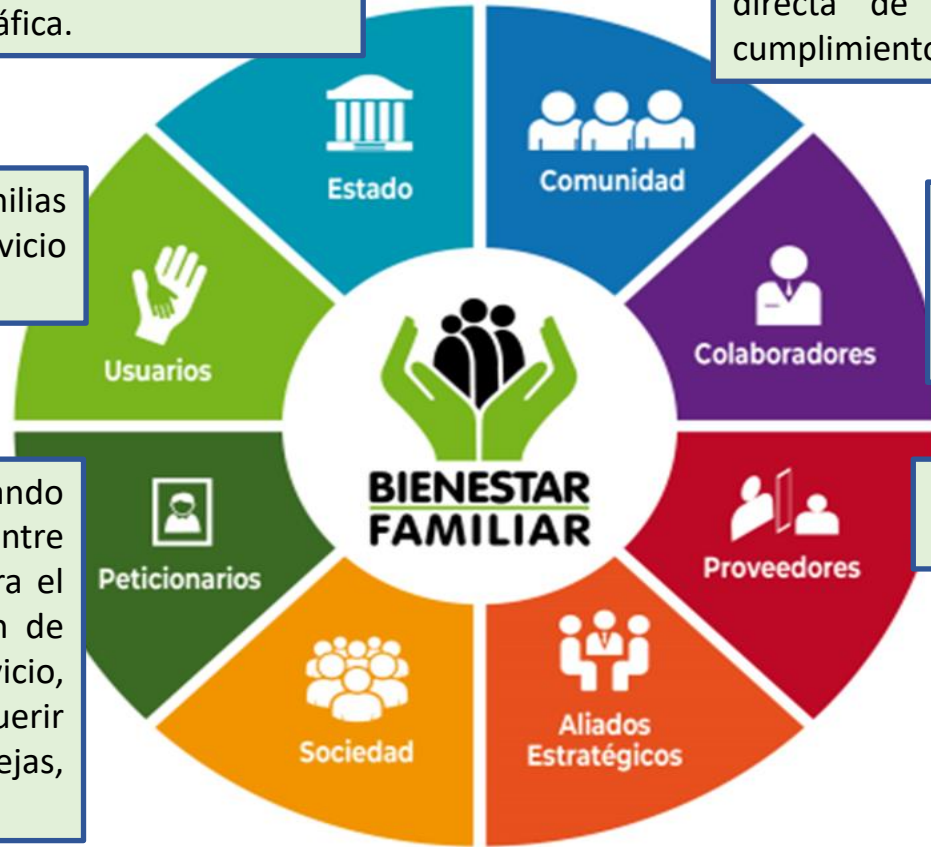 áfica.
directa de
cumplimiento
Estado
Comunidad
milias
vicio
Usuarios
Colaboradores
BIENESTAR
FAMILIAR
ando
entre
ra el
n de
vicio,
uerir
ejas,
Peticionarios
Proveedores
Sociedad
Aliados
Estratégicos